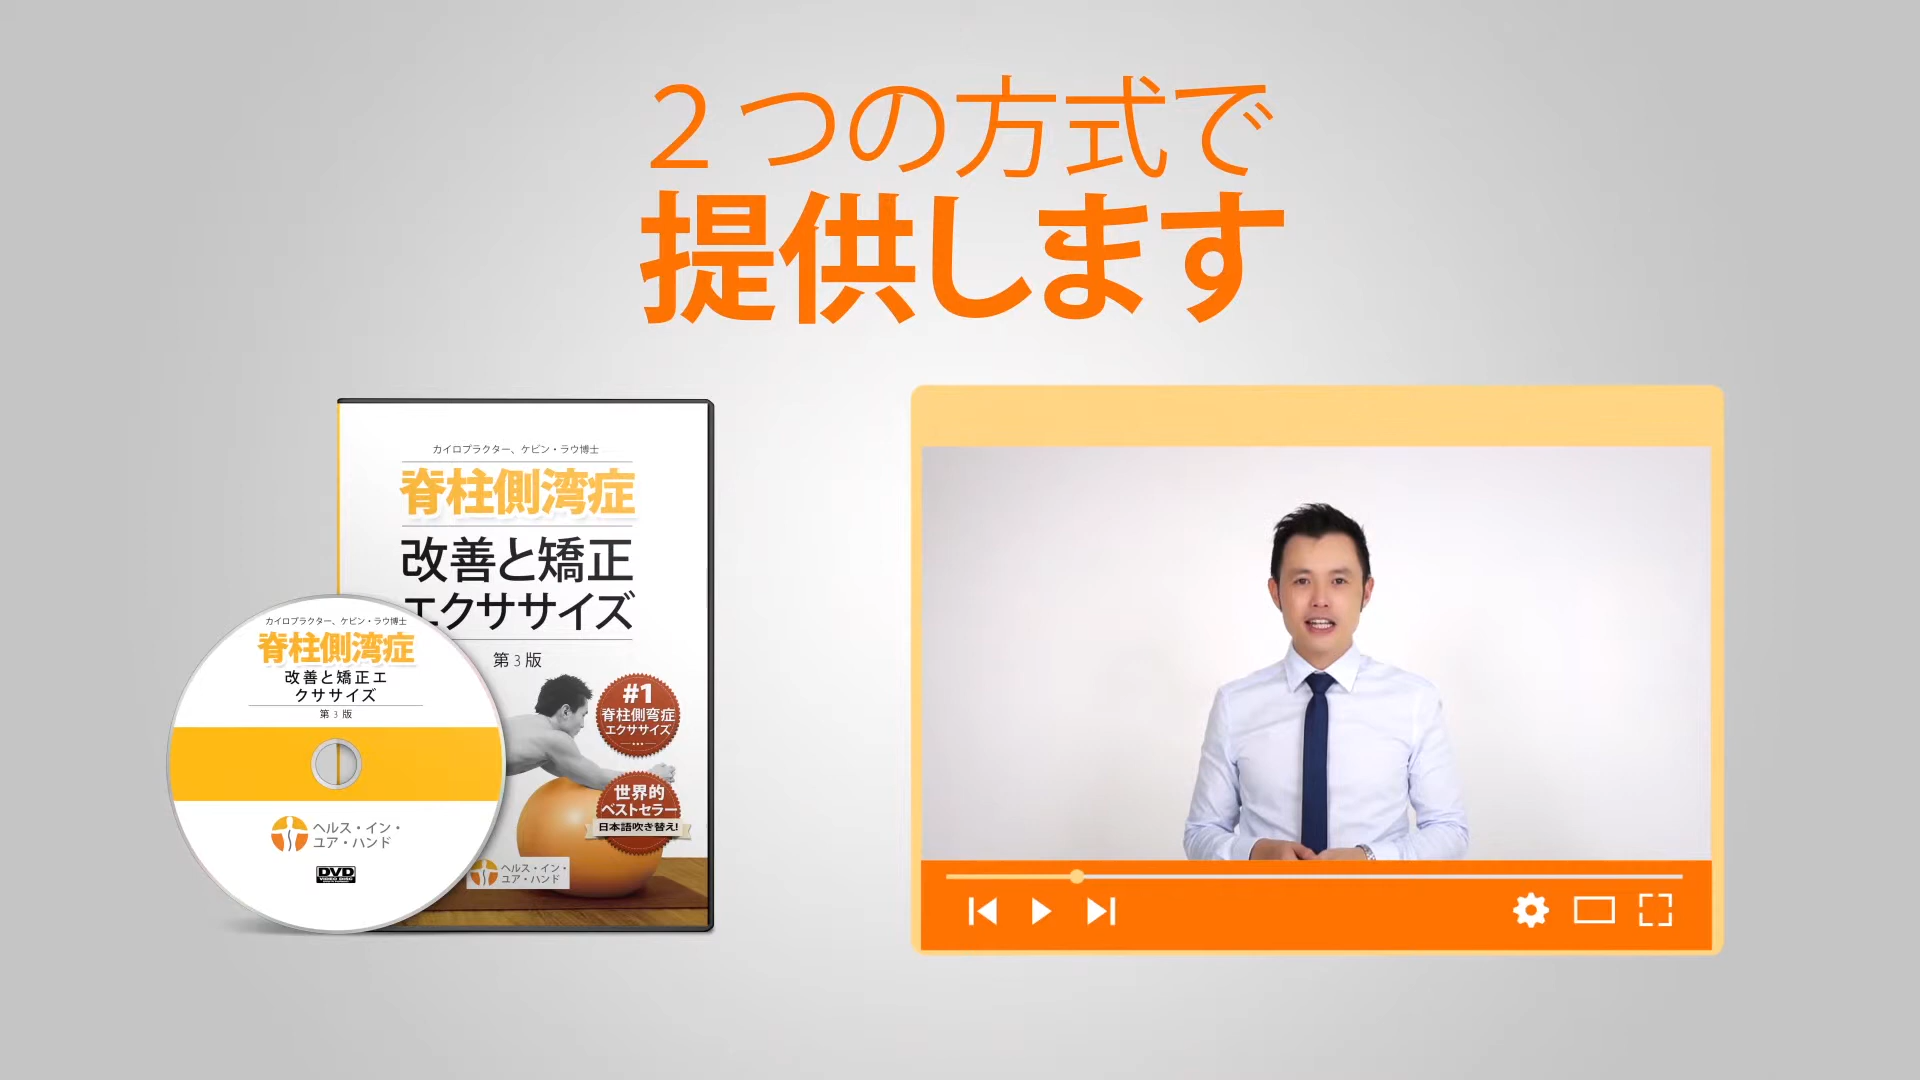 ２つの方式で
提供します
カイロプラクター、ケビン・ラウ博士
脊柱側湾症
改善と矯正
エクササイズ
第3版
#1
脊柱側弯症
エクササイズ
世界的
ベストセラー
日本語吹き替え!
ヘルス・イン・
ユア・ハンド
カイロプラクター、ケビン・ラウ博士
脊柱側湾症
改善と矯正エ
クササイズ
第3版
ヘルス・イン・
ユア・ハンド
DVD